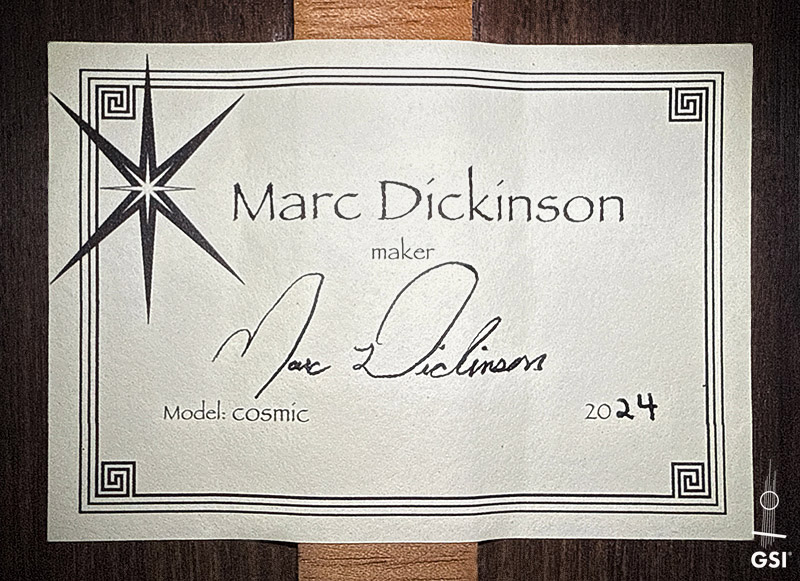 Marc Dickinson
maker
Marc L Dickinson
Model: COSMIC
2024
GSI